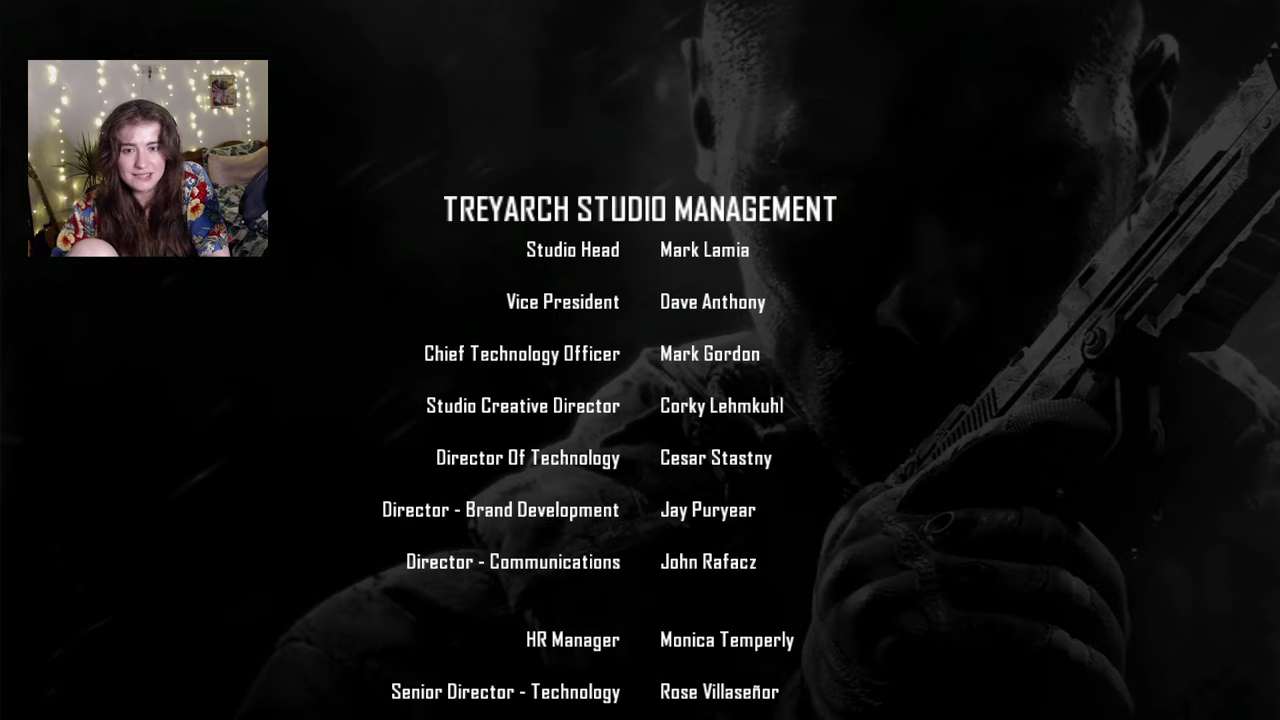 TREYARCH STUDIO MANAGEMENT
Studio Head Mark Lamia
Vice President Dave Anthony
Chief Technology Officer Mark Gordon
Studio Creative Director Corky Lehmkuhl
Director Of Technology Cesar Stastny
Director - Brand Development Jay Puryear
Director - Communications John Rafacz
HR Manager Monica Temperly
Senior Director - Technology Rose Villaseñor